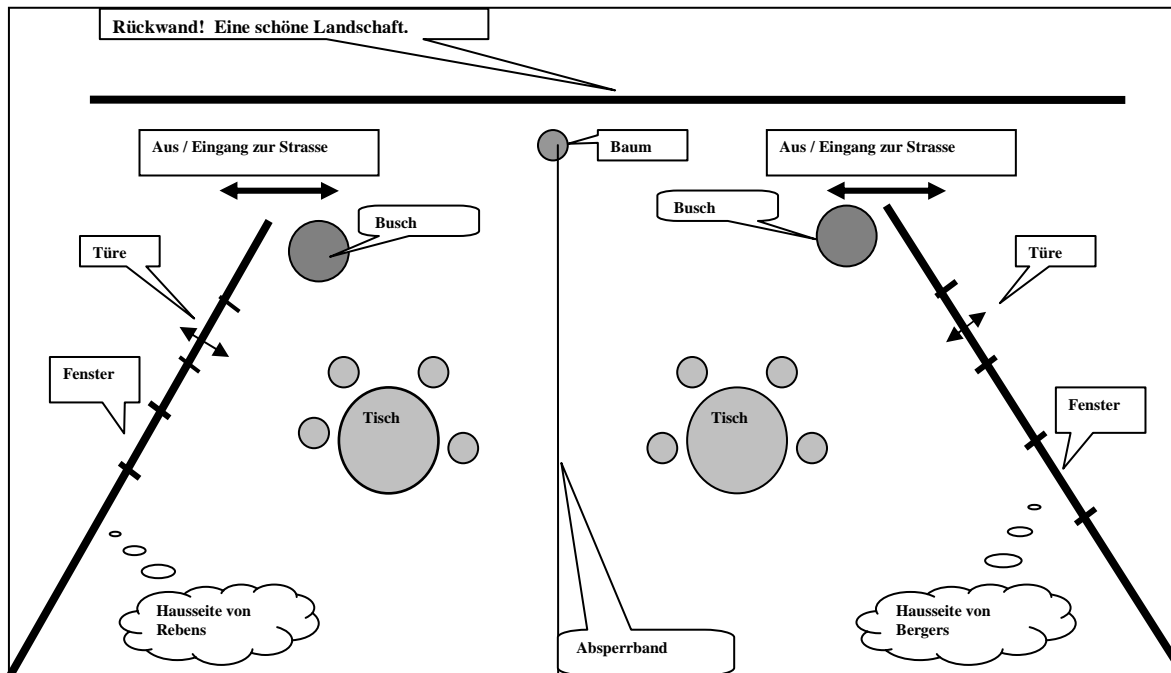 Rückwand!  Eine schöne Landschaft.
Aus / Eingang zur Strasse
Baum
Aus / Eingang zur Strasse
Busch
Busch
Türe
Türe
Fenster
Tisch
Tisch
Fenster
Hausseite von
Rebens
Hausseite von
Bergers
Absperrband